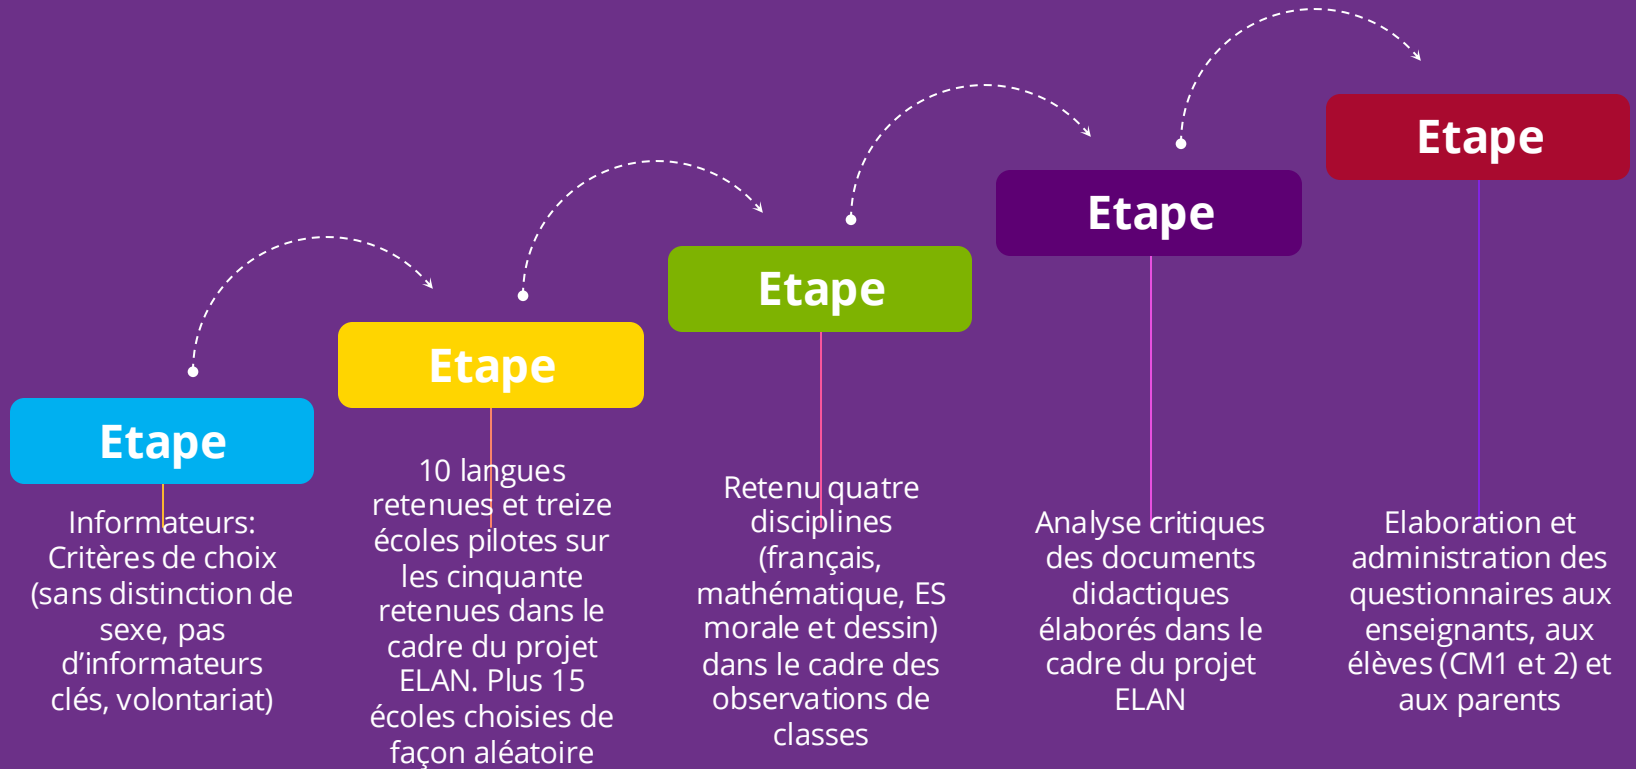 Etape
Informateurs:
Critères de choix
(sans distinction de
sexe, pas
d’informateurs
clés, volontariat)
Etape
10 langues
retenues et treize
écoles pilotes sur
les cinquante
retenues dans le
cadre du projet
ELAN. Plus 15
écoles choisies de
façon aléatoire
Etape
Retenu quatre
disciplines
(français,
mathématique, ES
morale et dessin)
dans le cadre des
observations de
classes
Etape
Analyse critiques
des documents
didactiques
élaborés dans le
cadre du projet
ELAN
Etape
Elaboration et
administration des
questionnaires aux
enseignants, aux
élèves (CM1 et 2) et
aux parents